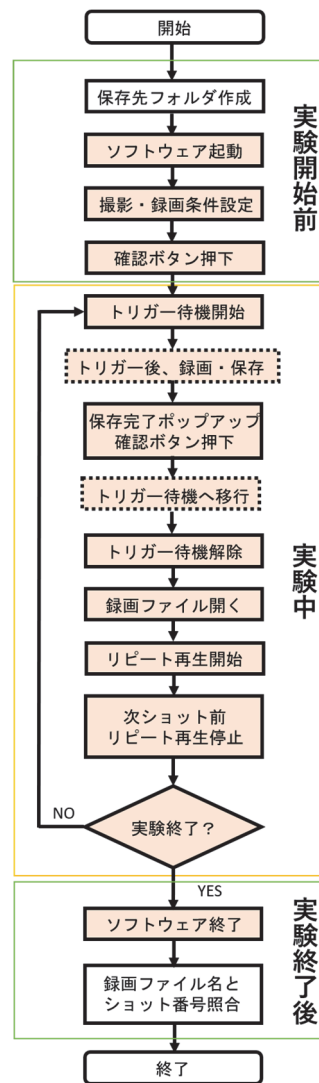 開始
実験開始前
保存先フォルダ作成
ソフトウェア起動
撮影・録画条件設定
確認ボタン押下
実験中
トリガー待機開始
トリガー後、録画・保存
保存完了ポップアップ
確認ボタン押下
トリガー待機へ移行
トリガー待機解除
録画ファイル開く
リピート再生開始
次ショット前
リピート再生停止
実験終了？
NO
YES
実験終了後
ソフトウェア終了
録画ファイル名と
ショット番号照合
終了